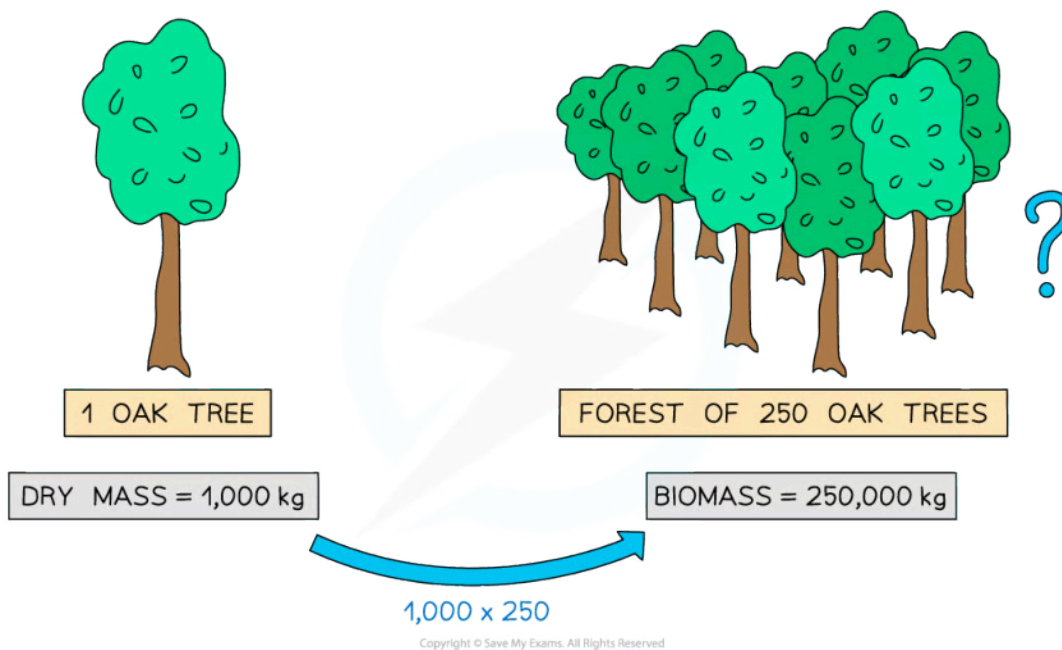 ?
1 OAK TREE
FOREST OF 250 OAK TREES
DRY MASS = 1,000 kg
BIOMASS = 250,000 kg
1,000 x 250
Copyright © Save My Exams. All Rights Reserved